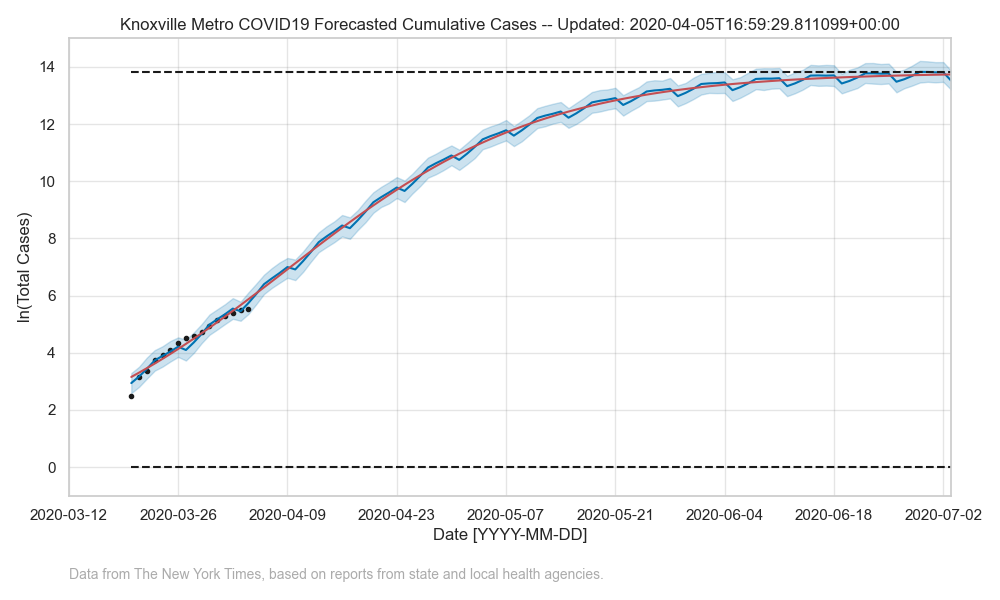 Knoxville Metro COVID19 Forecasted Cumulative Cases -- Updated: 2020-04-05T16:59:29.811099+00:00
ln(Total Cases)
14
12
10
8
6
4
2
0
2020-03-12 2020-03-26 2020-04-09 2020-04-23 2020-05-07 2020-05-21 2020-06-04 2020-06-18 2020-07-02
Date [YYYY-MM-DD]
Data from The New York Times, based on reports from state and local health agencies.